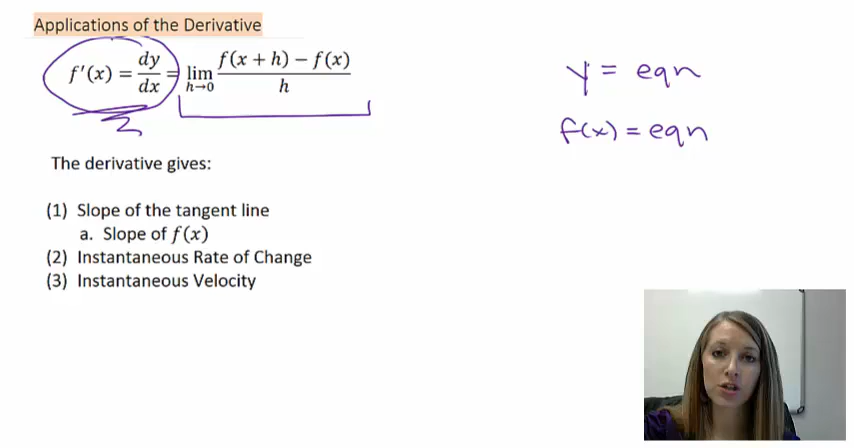 Applications of the Derivative
f'(x) = dy/dx = lim h→0 f(x + h) − f(x) / h
y = eqn
f(x) = eqn
The derivative gives:
(1) Slope of the tangent line
a. Slope of f(x)
(2) Instantaneous Rate of Change
(3) Instantaneous Velocity